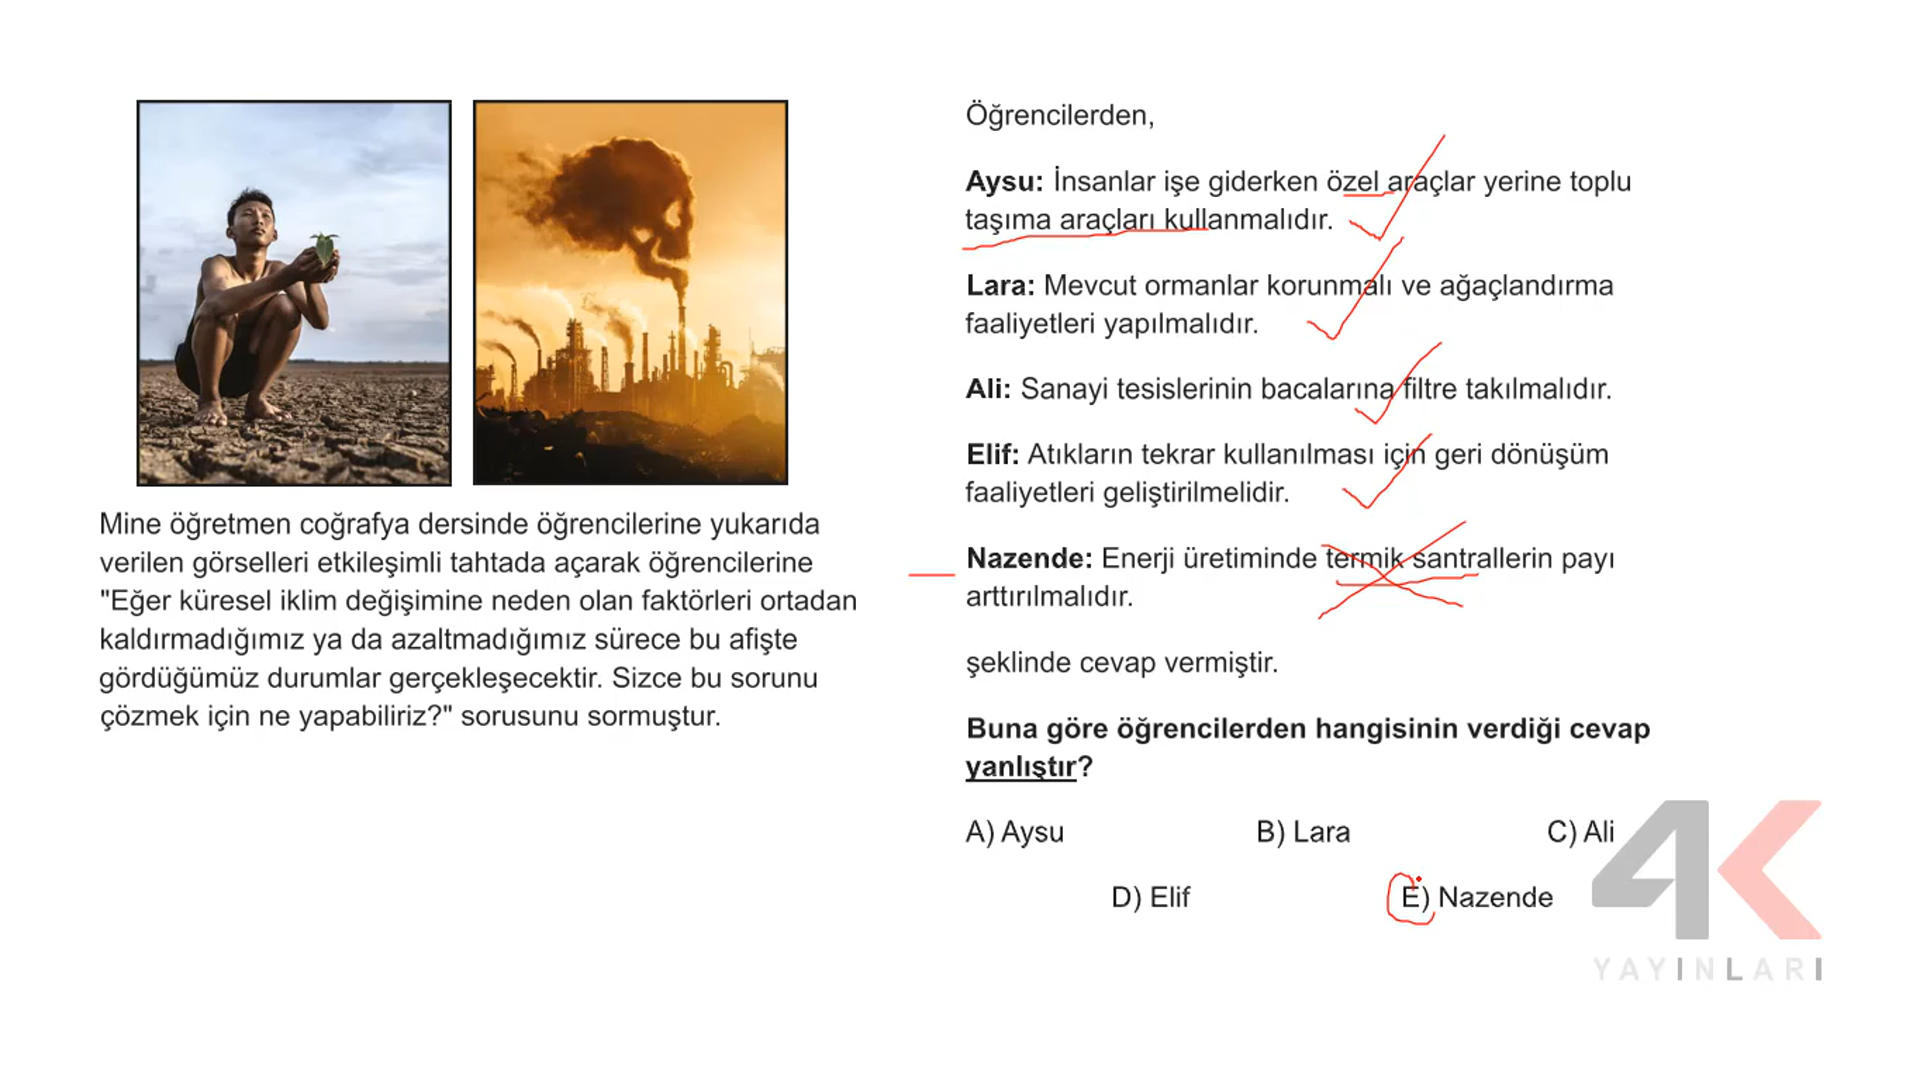 Mine öğretmen coğrafya dersinde öğrencilerine yukarıda
verilen görselleri etkileşimli tahtada açarak öğrencilerine
"Eğer küresel iklim değişimine neden olan faktörleri ortadan
kaldırmadığımız ya da azaltmadığımız sürece bu afişte
gördüğümüz durumlar gerçekleşecektir. Sizce bu sorunu
çözmek için ne yapabiliriz?" sorusunu sormuştur.
Öğrencilerden,
Aysu: İnsanlar işe giderken özel araçlar yerine toplu
taşıma araçları kullanmalıdır.
Lara: Mevcut ormanlar korunmalı ve ağaçlandırma
faaliyetleri yapılmalıdır.
Ali: Sanayi tesislerinin bacalarına filtre takılmalıdır.
Elif: Atıkların tekrar kullanılması için geri dönüşüm
faaliyetleri geliştirilmelidir.
Nazende: Enerji üretiminde termik santrallerin payı
arttırılmalıdır.
şeklinde cevap vermiştir.
Buna göre öğrencilerden hangisinin verdiği cevap
yanlıştır?
A) Aysu B) Lara C) Ali
D) Elif E) Nazende
4K
YAYINLARI